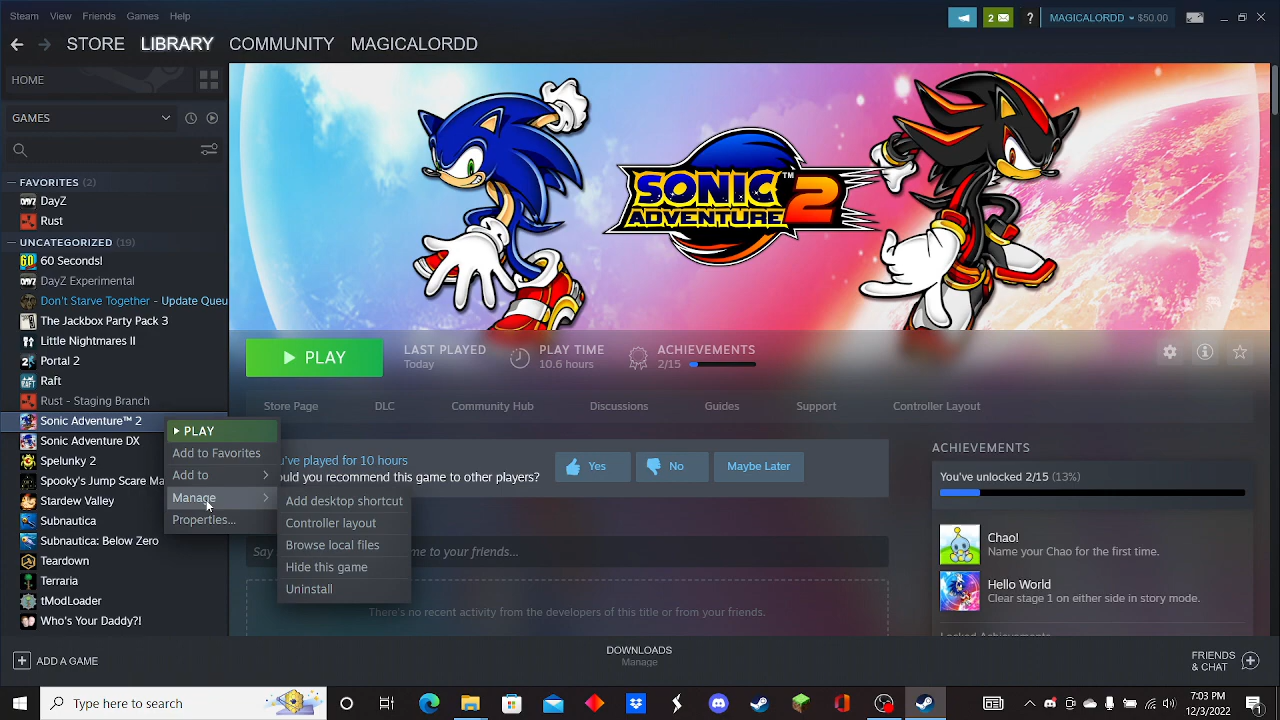 Steam View Friends Games Help
2 ? MAGICALORDD $50.00
STORE LIBRARY COMMUNITY MAGICALORDD
HOME
GAMES
FAVORITES (2)
DayZ
Rust
UNCATEGORIZED (19)
60 Seconds!
DayZ Experimental
Don't Starve Together - Update Queu
The Jackbox Party Pack 3
Little Nightmares II
Portal 2
Raft
Rust - Staging Branch
Sonic Adventure™ 2
Sonic Adventure DX
Spelunky 2
Jump Scare Ma
Stardew Valley
Subnautica
Subnautica: Below Zero
Teardown
Terraria
tModLoader
Who's Your Daddy?!
ADD A GAME
SONIC™
ADVENTURE 2
PLAY
LAST PLAYED
Today
PLAY TIME
10.6 hours
ACHIEVEMENTS
2/15
Store Page DLC Community Hub Discussions Guides Support Controller Layout
PLAY
Add to Favorites
Add to
Manage
Properties...
Add desktop shortcut
Controller layout
Browse local files
Hide this game
Uninstall
u've played for 10 hours
ould you recommend this game to other players?
Yes No Maybe Later
Say me to your friends...
There's no recent activity from the developers of this title or from your friends.
ACHIEVEMENTS
You've unlocked 2/15 (13%)
Chao!
Name your Chao for the first time.
Hello World
Clear stage 1 on either side in story mode.
Locked Achievements
DOWNLOADS
Manage
FRIENDS
& CHAT
Type here to search
7:03 PM
12/3/2022